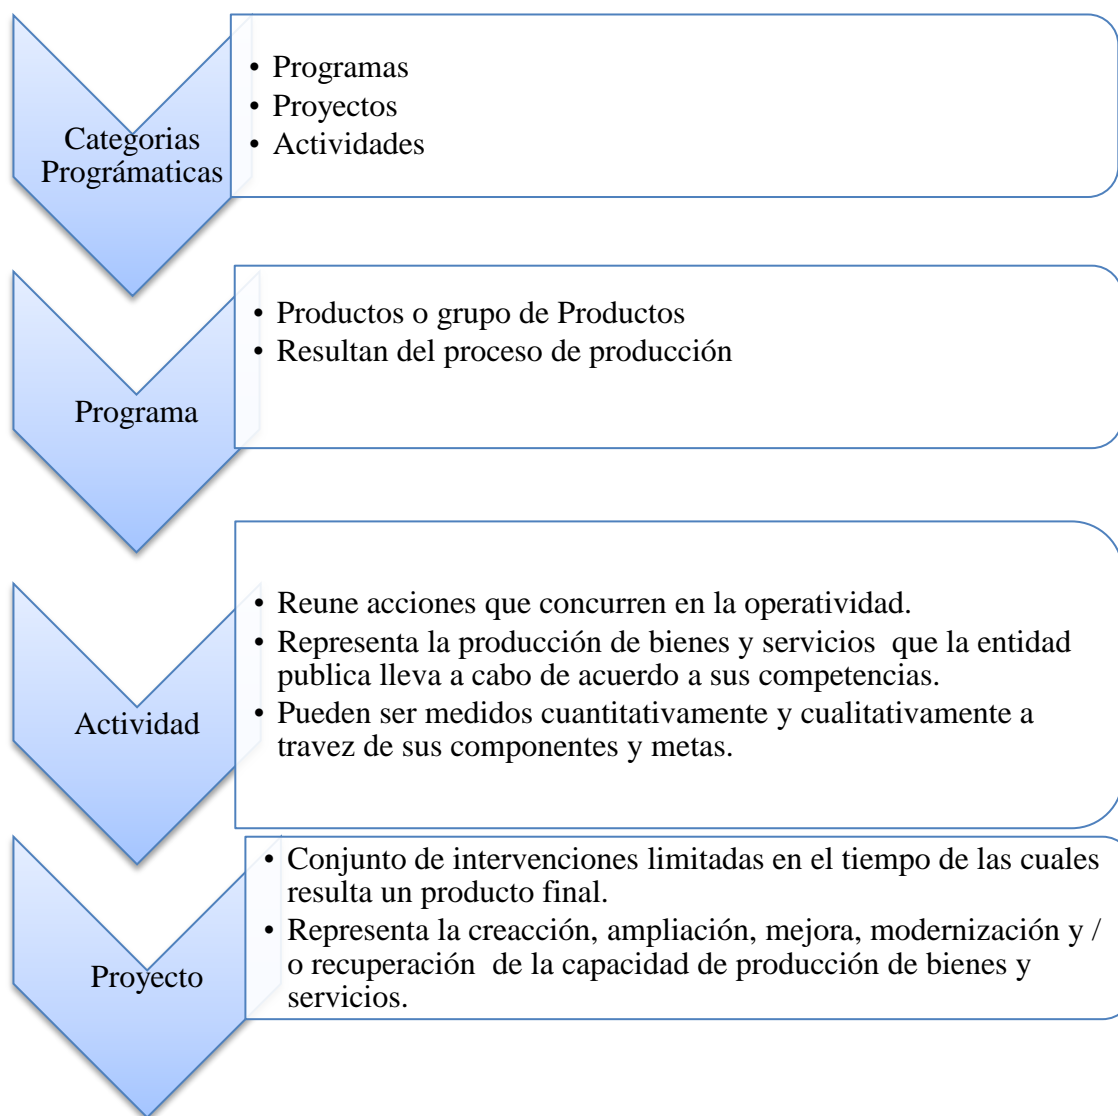 Categorias
Prográmaticas
• Programas
• Proyectos
• Actividades
Programa
• Productos o grupo de Productos
• Resultan del proceso de producción
Actividad
• Reune acciones que concurren en la operatividad.
• Representa la producción de bienes y servicios que la entidad
publica lleva a cabo de acuerdo a sus competencias.
• Pueden ser medidos cuantitativamente y cualitativamente a
travez de sus componentes y metas.
Proyecto
• Conjunto de intervenciones limitadas en el tiempo de las cuales
resulta un producto final.
• Representa la creacción, ampliación, mejora, modernización y /
o recuperación de la capacidad de producción de bienes y
servicios.